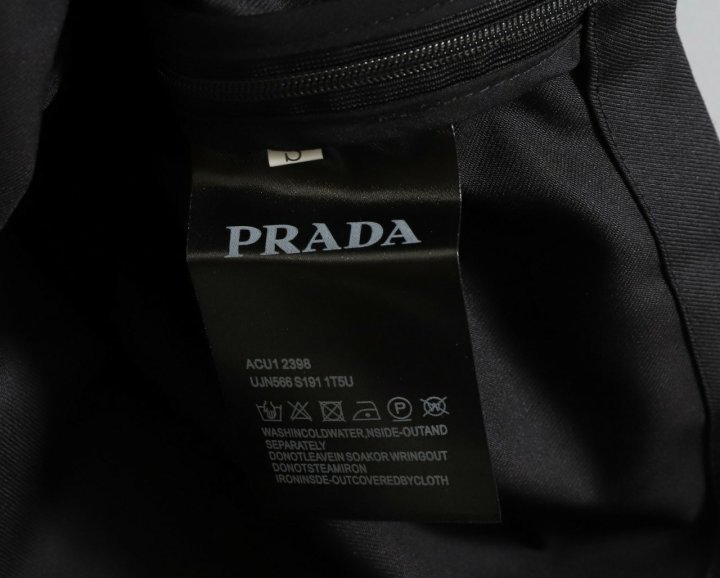 PRADA
ACU1 2398
UJN566 S191 1T5U
WASHINCOLDWATER,NSIDE-OUTAND
SEPARATELY
DONOTLEAVEIN SOAKOR WRINGOUT
DONOTSTEAMIRON
IRONINSDE-OUTCOVEREDBYCLOTH